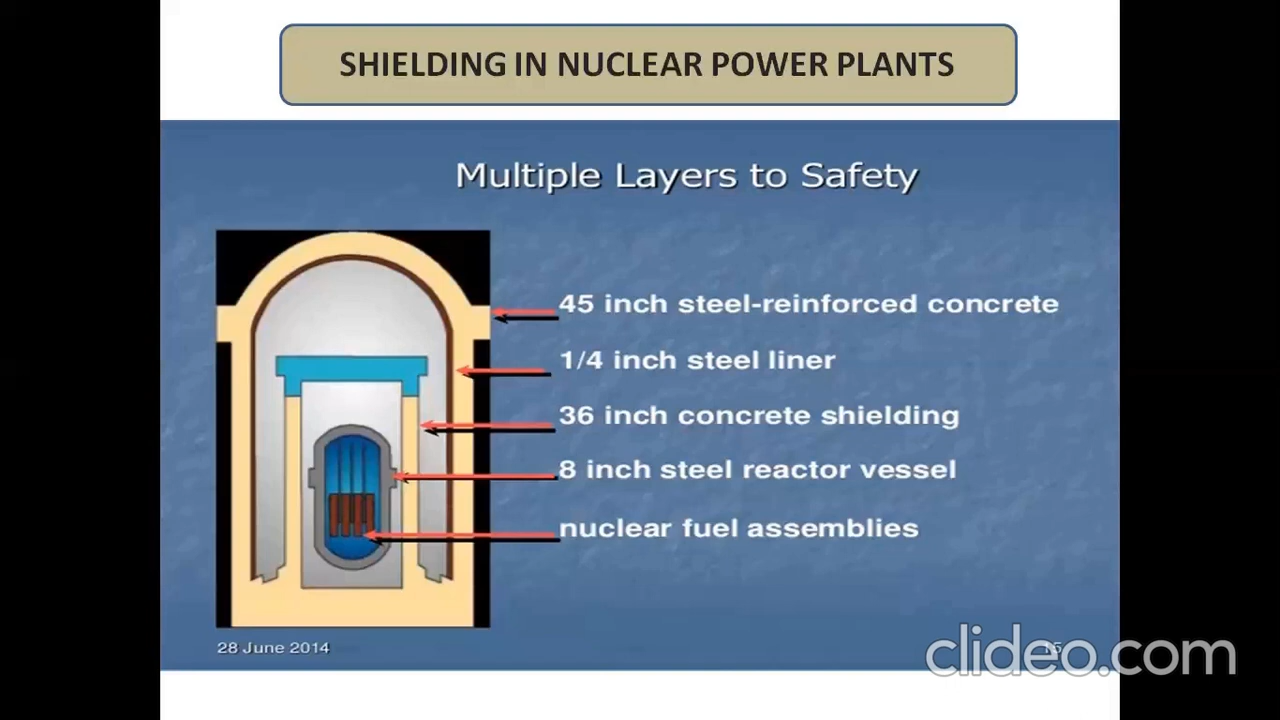 SHIELDING IN NUCLEAR POWER PLANTS
Multiple Layers to Safety
45 inch steel-reinforced concrete
1/4 inch steel liner
36 inch concrete shielding
8 inch steel reactor vessel
nuclear fuel assemblies
28 June 2014
15
clideo.com